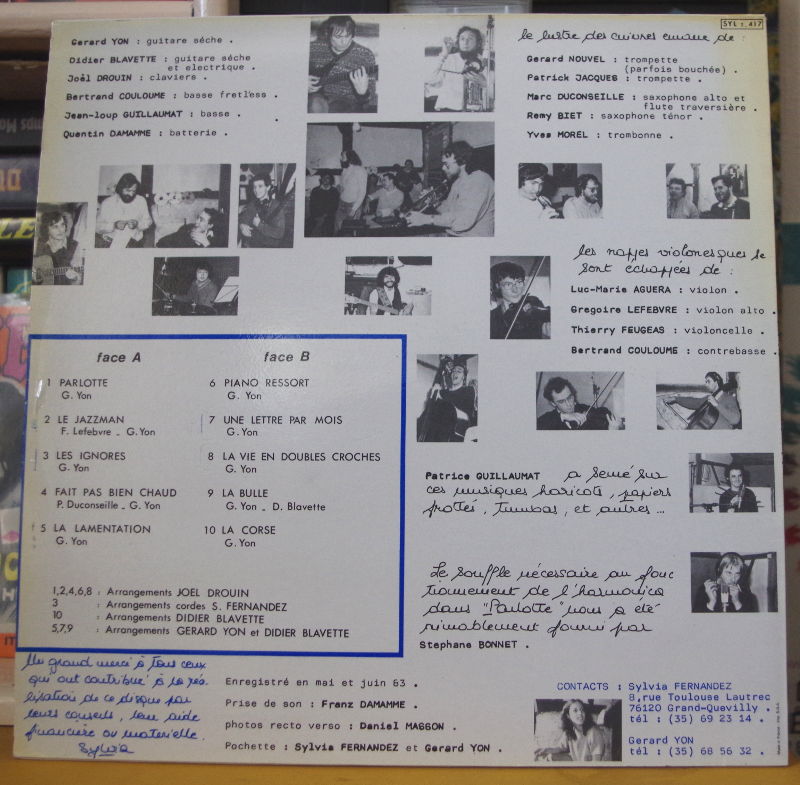 SYL : 417
Gerard YON : guitare séche .
Didier BLAVETTE : guitare séche
et electrique .
Joël DROUIN : claviers .
Bertrand COULOUME : basse fretless .
Jean-loup GUILLAUMAT : basse .
Quentin DAMAMME : batterie .
le lustre des cuivres émane de :
Gerard NOUVEL : trompette
(parfois bouchée) .
Patrick JACQUES : trompette .
Marc DUCONSEILLE : saxophone alto et
flute traversière .
Remy BIET : saxophone ténor .
Yves MOREL : trombonne .
les nappes violonesques se
sont échappées de :
Luc-Marie AGUERA : violon .
Gregoire LEFEBVRE : violon alto .
Thierry FEUGEAS : violoncelle .
Bertrand COULOUME : contrebasse .
face A
1 PARLOTTE
G. Yon
2 LE JAZZMAN
F. Lefebvre _ G. Yon
3 LES IGNORES
G. Yon
4 FAIT PAS BIEN CHAUD
P. Duconseille _ G. Yon
5 LA LAMENTATION
G. Yon
face B
6 PIANO RESSORT
G. Yon
7 UNE LETTRE PAR MOIS
G. Yon
8 LA VIE EN DOUBLES CROCHES
G. Yon
9 LA BULLE
G. Yon _ D. Blavette
10 LA CORSE
G. Yon
1,2,4,6,8 : Arrangements JOEL DROUIN
3 : Arrangements cordes S. FERNANDEZ
10 : Arrangements DIDIER BLAVETTE
5,7,9 : Arrangements GERARD YON et DIDIER BLAVETTE
Patrice GUILLAUMAT a semé sur
ces musiques haricots, papiers
frottés, tumbas, et autres ...
Le souffle nécessaire au fonc
tionnement de l'harmonica
dans "Parlotte" nous a été
aimablement fourni par
Stephane BONNET .
Un grand merci à tous ceux
qui ont contribué à la réa
lisation de ce disque par
leurs conseils, leur aide
financière ou matérielle.
Sylvia
Enregistré en mai et juin 83 .
Prise de son : Franz DAMAMME .
photos recto verso : Daniel MASSON .
Pochette : Sylvia FERNANDEZ et Gerard YON .
CONTACTS : Sylvia FERNANDEZ
8,rue Toulouse Lautrec
76120 Grand-Quevilly .
tél : (35) 69 23 14 .
Gerard YON
tél : (35) 68 56 32 .